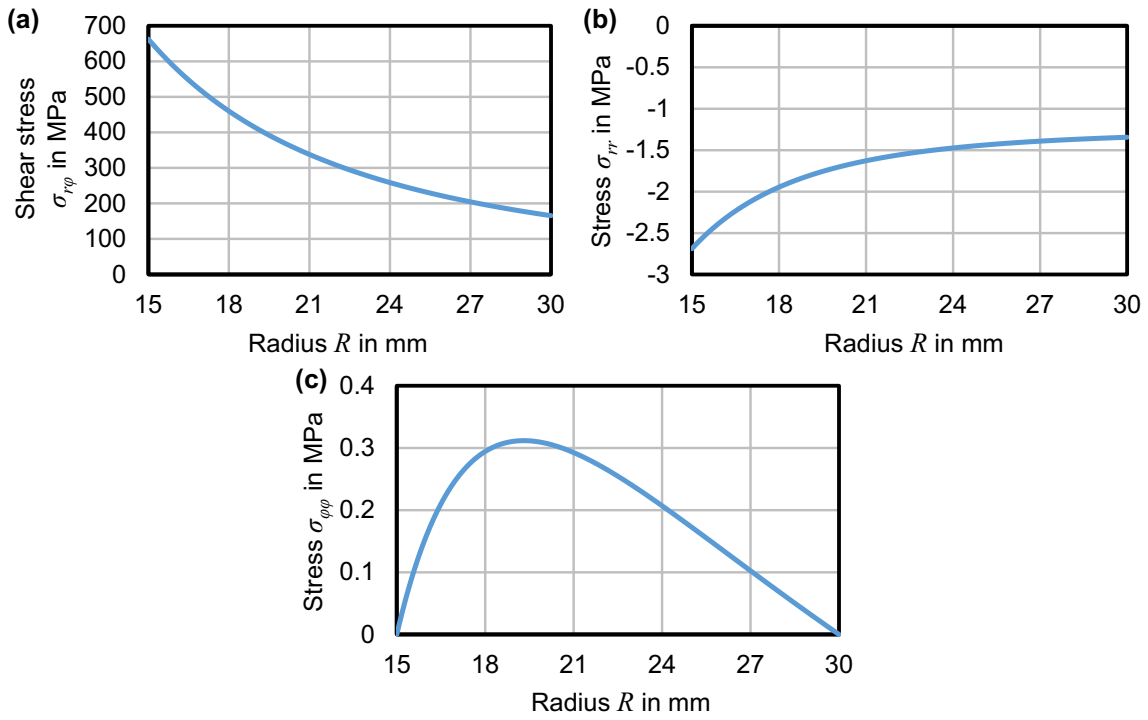 (a)
700
600
500
400
300
200
100
0
Shear stress
σrφ in MPa
15 18 21 24 27 30
Radius R in mm
(b)
0
-0.5
-1
-1.5
-2
-2.5
-3
Stress σrr in MPa
15 18 21 24 27 30
Radius R in mm
(c)
0.4
0.3
0.2
0.1
0
Stress σφφ in MPa
15 18 21 24 27 30
Radius R in mm